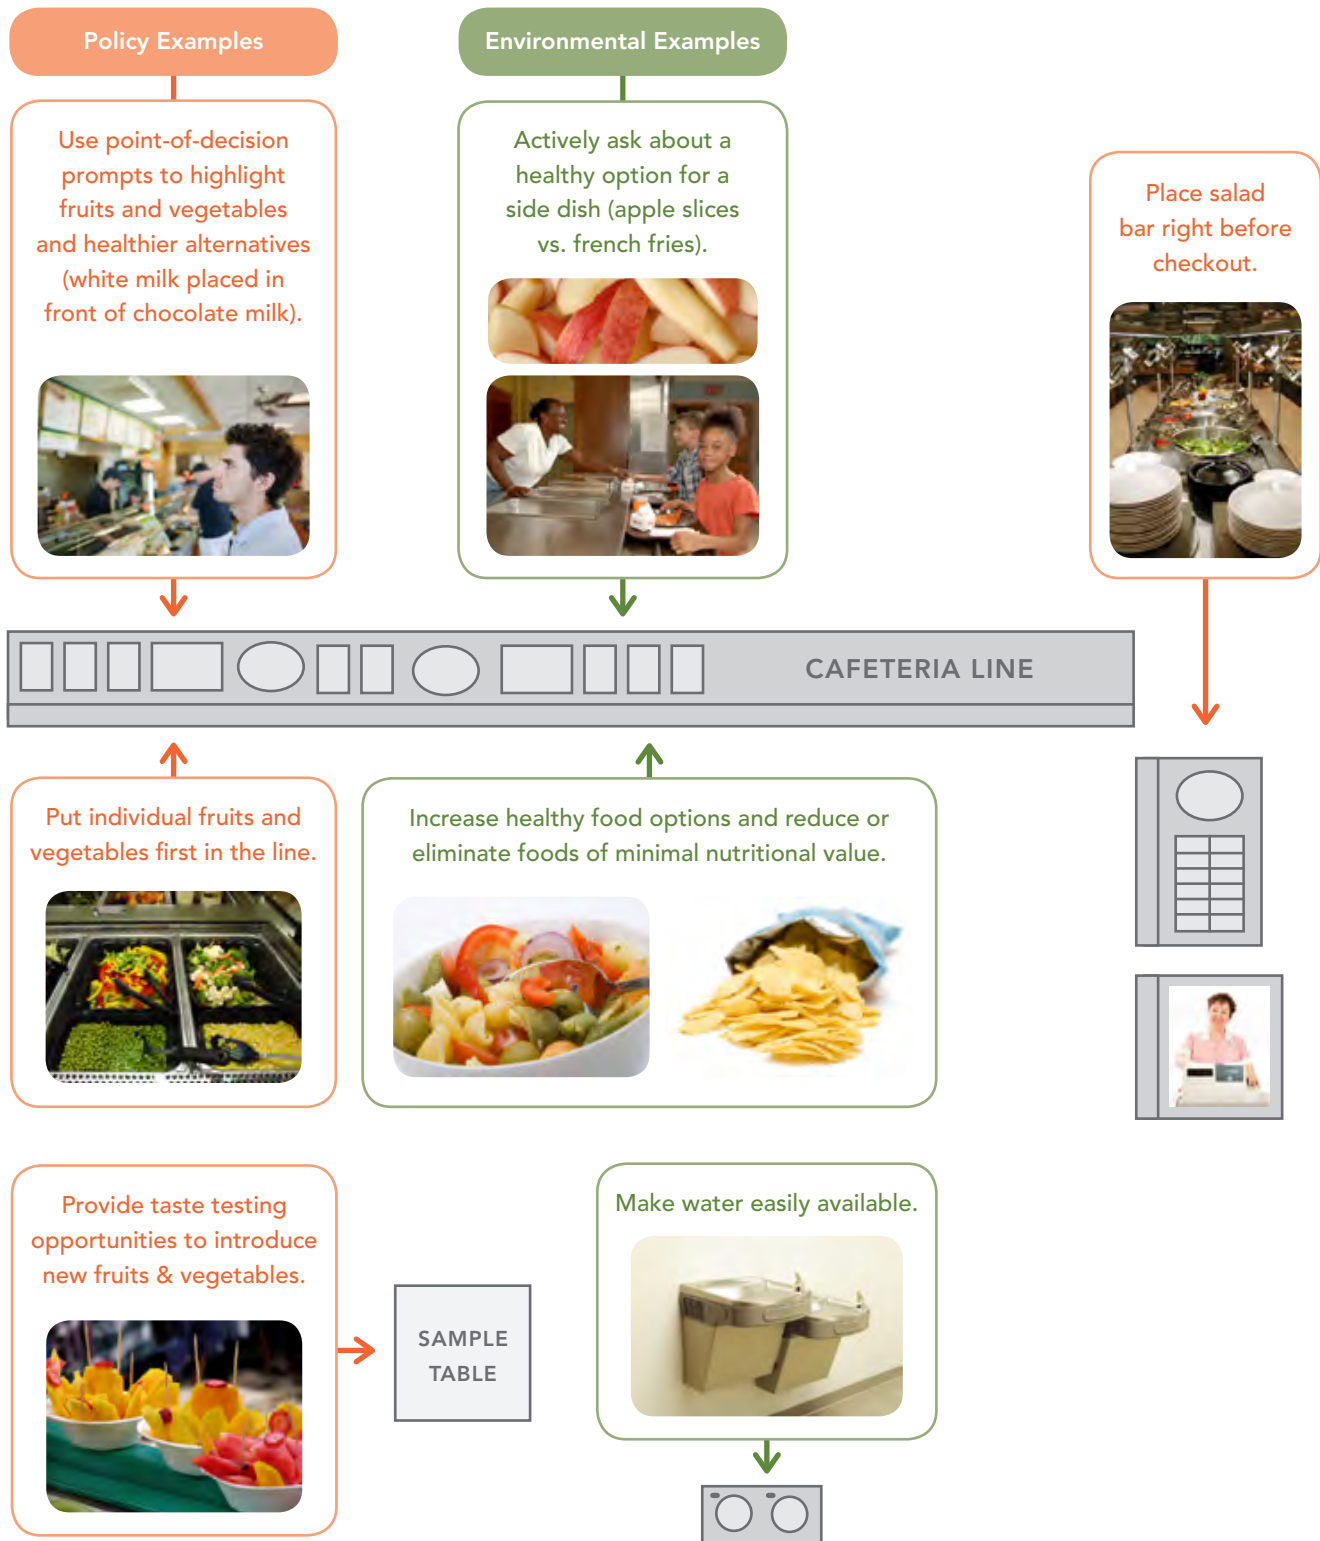 Policy Examples
Environmental Examples
Use point-of-decision
prompts to highlight
fruits and vegetables
and healthier alternatives
(white milk placed in
front of chocolate milk).
Actively ask about a
healthy option for a
side dish (apple slices
vs. french fries).
Place salad
bar right before
checkout.
CAFETERIA LINE
Put individual fruits and
vegetables first in the line.
Increase healthy food options and reduce or
eliminate foods of minimal nutritional value.
Provide taste testing
opportunities to introduce
new fruits & vegetables.
SAMPLE
TABLE
Make water easily available.